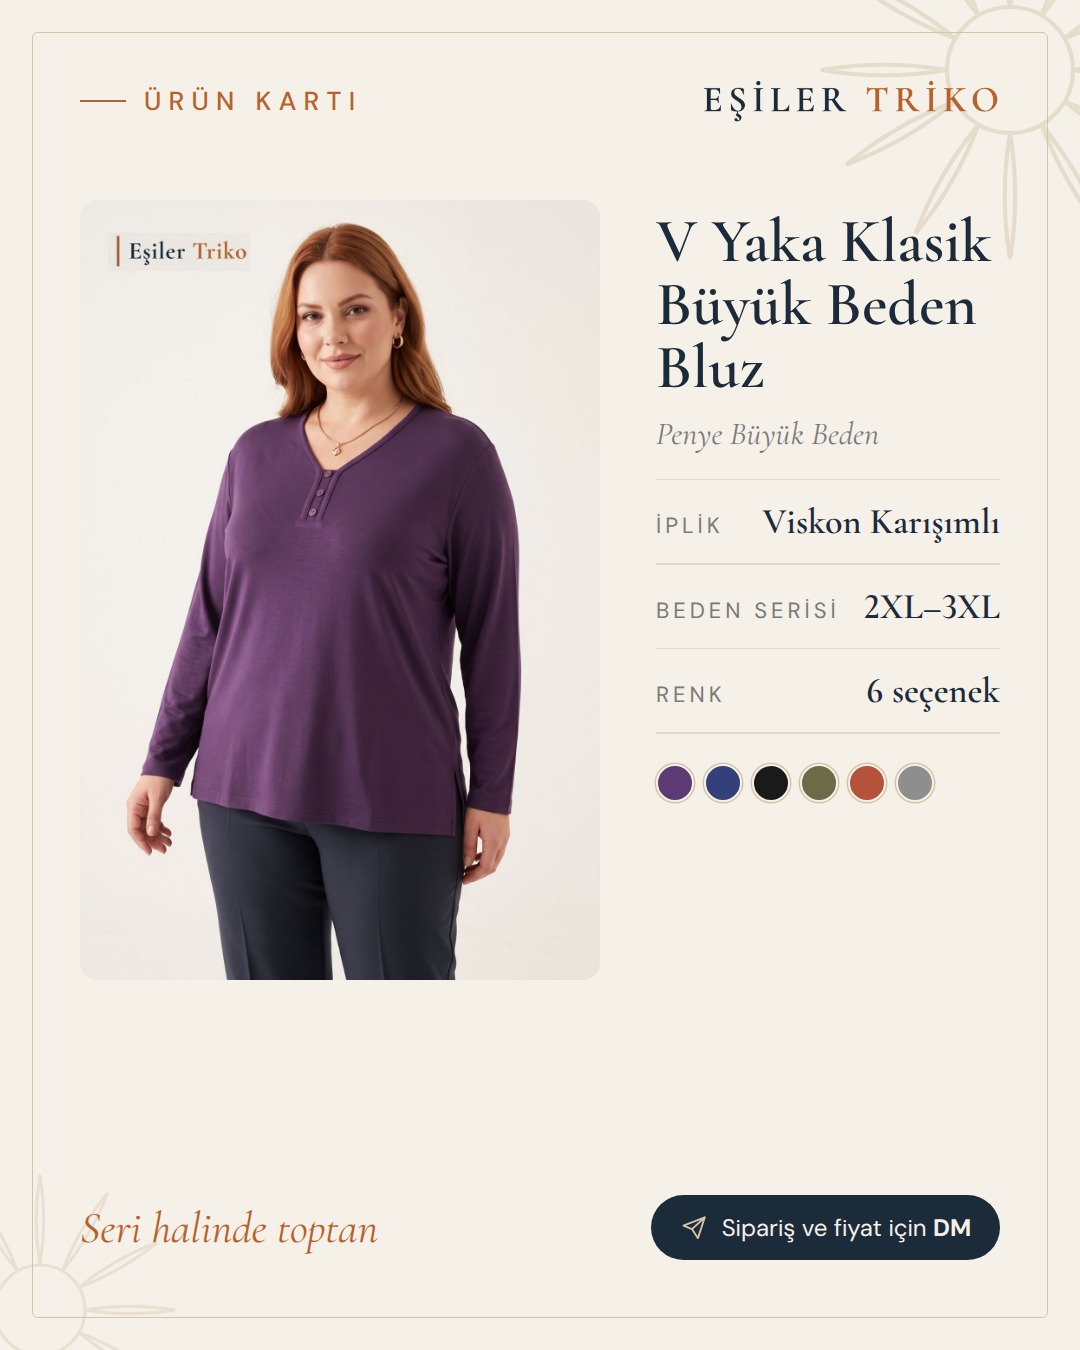 ÜRÜN KARTI
EŞİLER TRİKO
Eşiler Triko
V Yaka Klasik
Büyük Beden
Bluz
Penye Büyük Beden
İPLİK Viskon Karışımlı
BEDEN SERİSİ 2XL–3XL
RENK 6 seçenek
Seri halinde toptan
Sipariş ve fiyat için DM